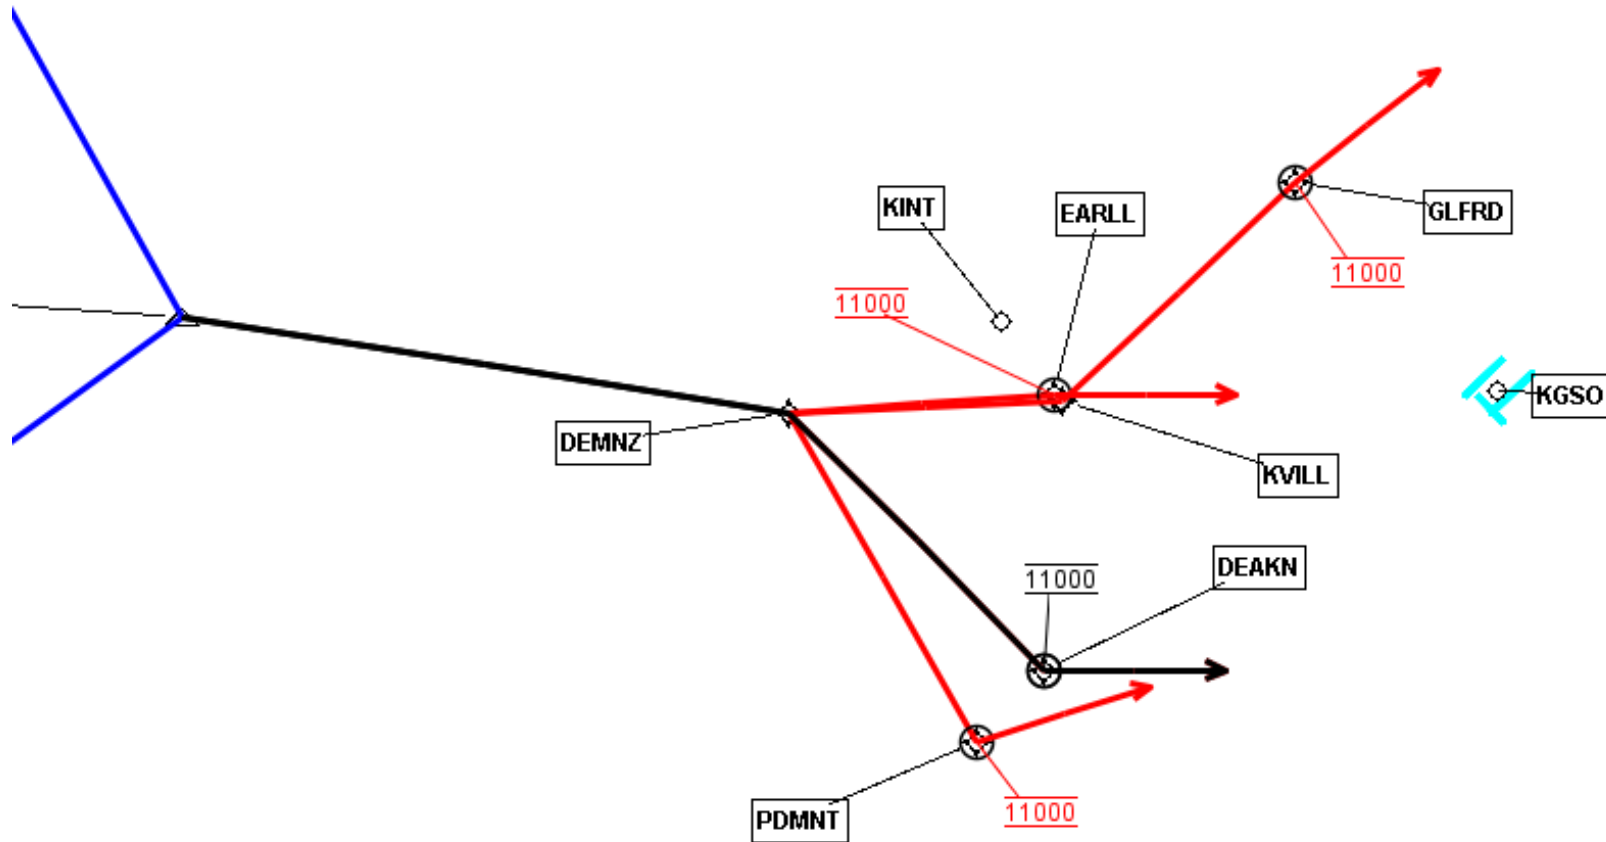 KINT
EARLL
GLFRD
11000
11000
KGSO
DEMNZ
KVILL
DEAKN
11000
PDMNT
11000